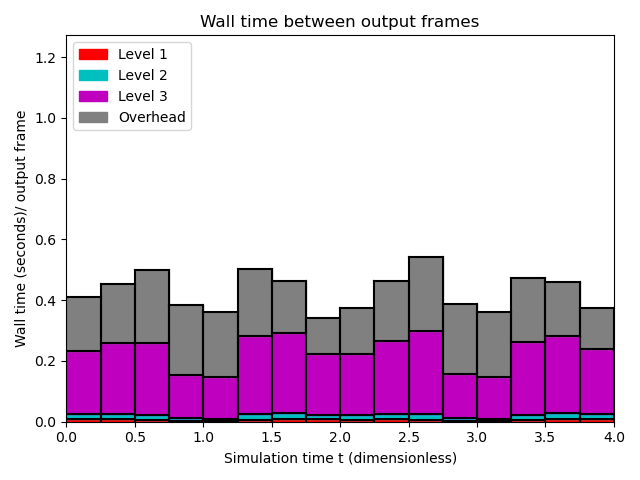 Wall time between output frames
Wall time (seconds)/ output frame
1.2
1.0
0.8
0.6
0.4
0.2
0.0
Level 1
Level 2
Level 3
Overhead
0.0 0.5 1.0 1.5 2.0 2.5 3.0 3.5 4.0
Simulation time t (dimensionless)